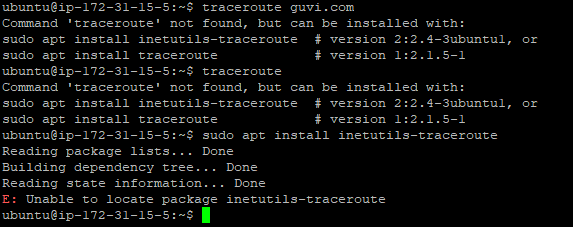 ubuntu@ip-172-31-15-5:~$ traceroute guvi.com
Command 'traceroute' not found, but can be installed with:
sudo apt install inetutils-traceroute  # version 2:2.4-3ubuntu1, or
sudo apt install traceroute            # version 1:2.1.5-1
ubuntu@ip-172-31-15-5:~$ traceroute
Command 'traceroute' not found, but can be installed with:
sudo apt install inetutils-traceroute  # version 2:2.4-3ubuntu1, or
sudo apt install traceroute            # version 1:2.1.5-1
ubuntu@ip-172-31-15-5:~$ sudo apt install inetutils-traceroute
Reading package lists... Done
Building dependency tree... Done
Reading state information... Done
E: Unable to locate package inetutils-traceroute
ubuntu@ip-172-31-15-5:~$